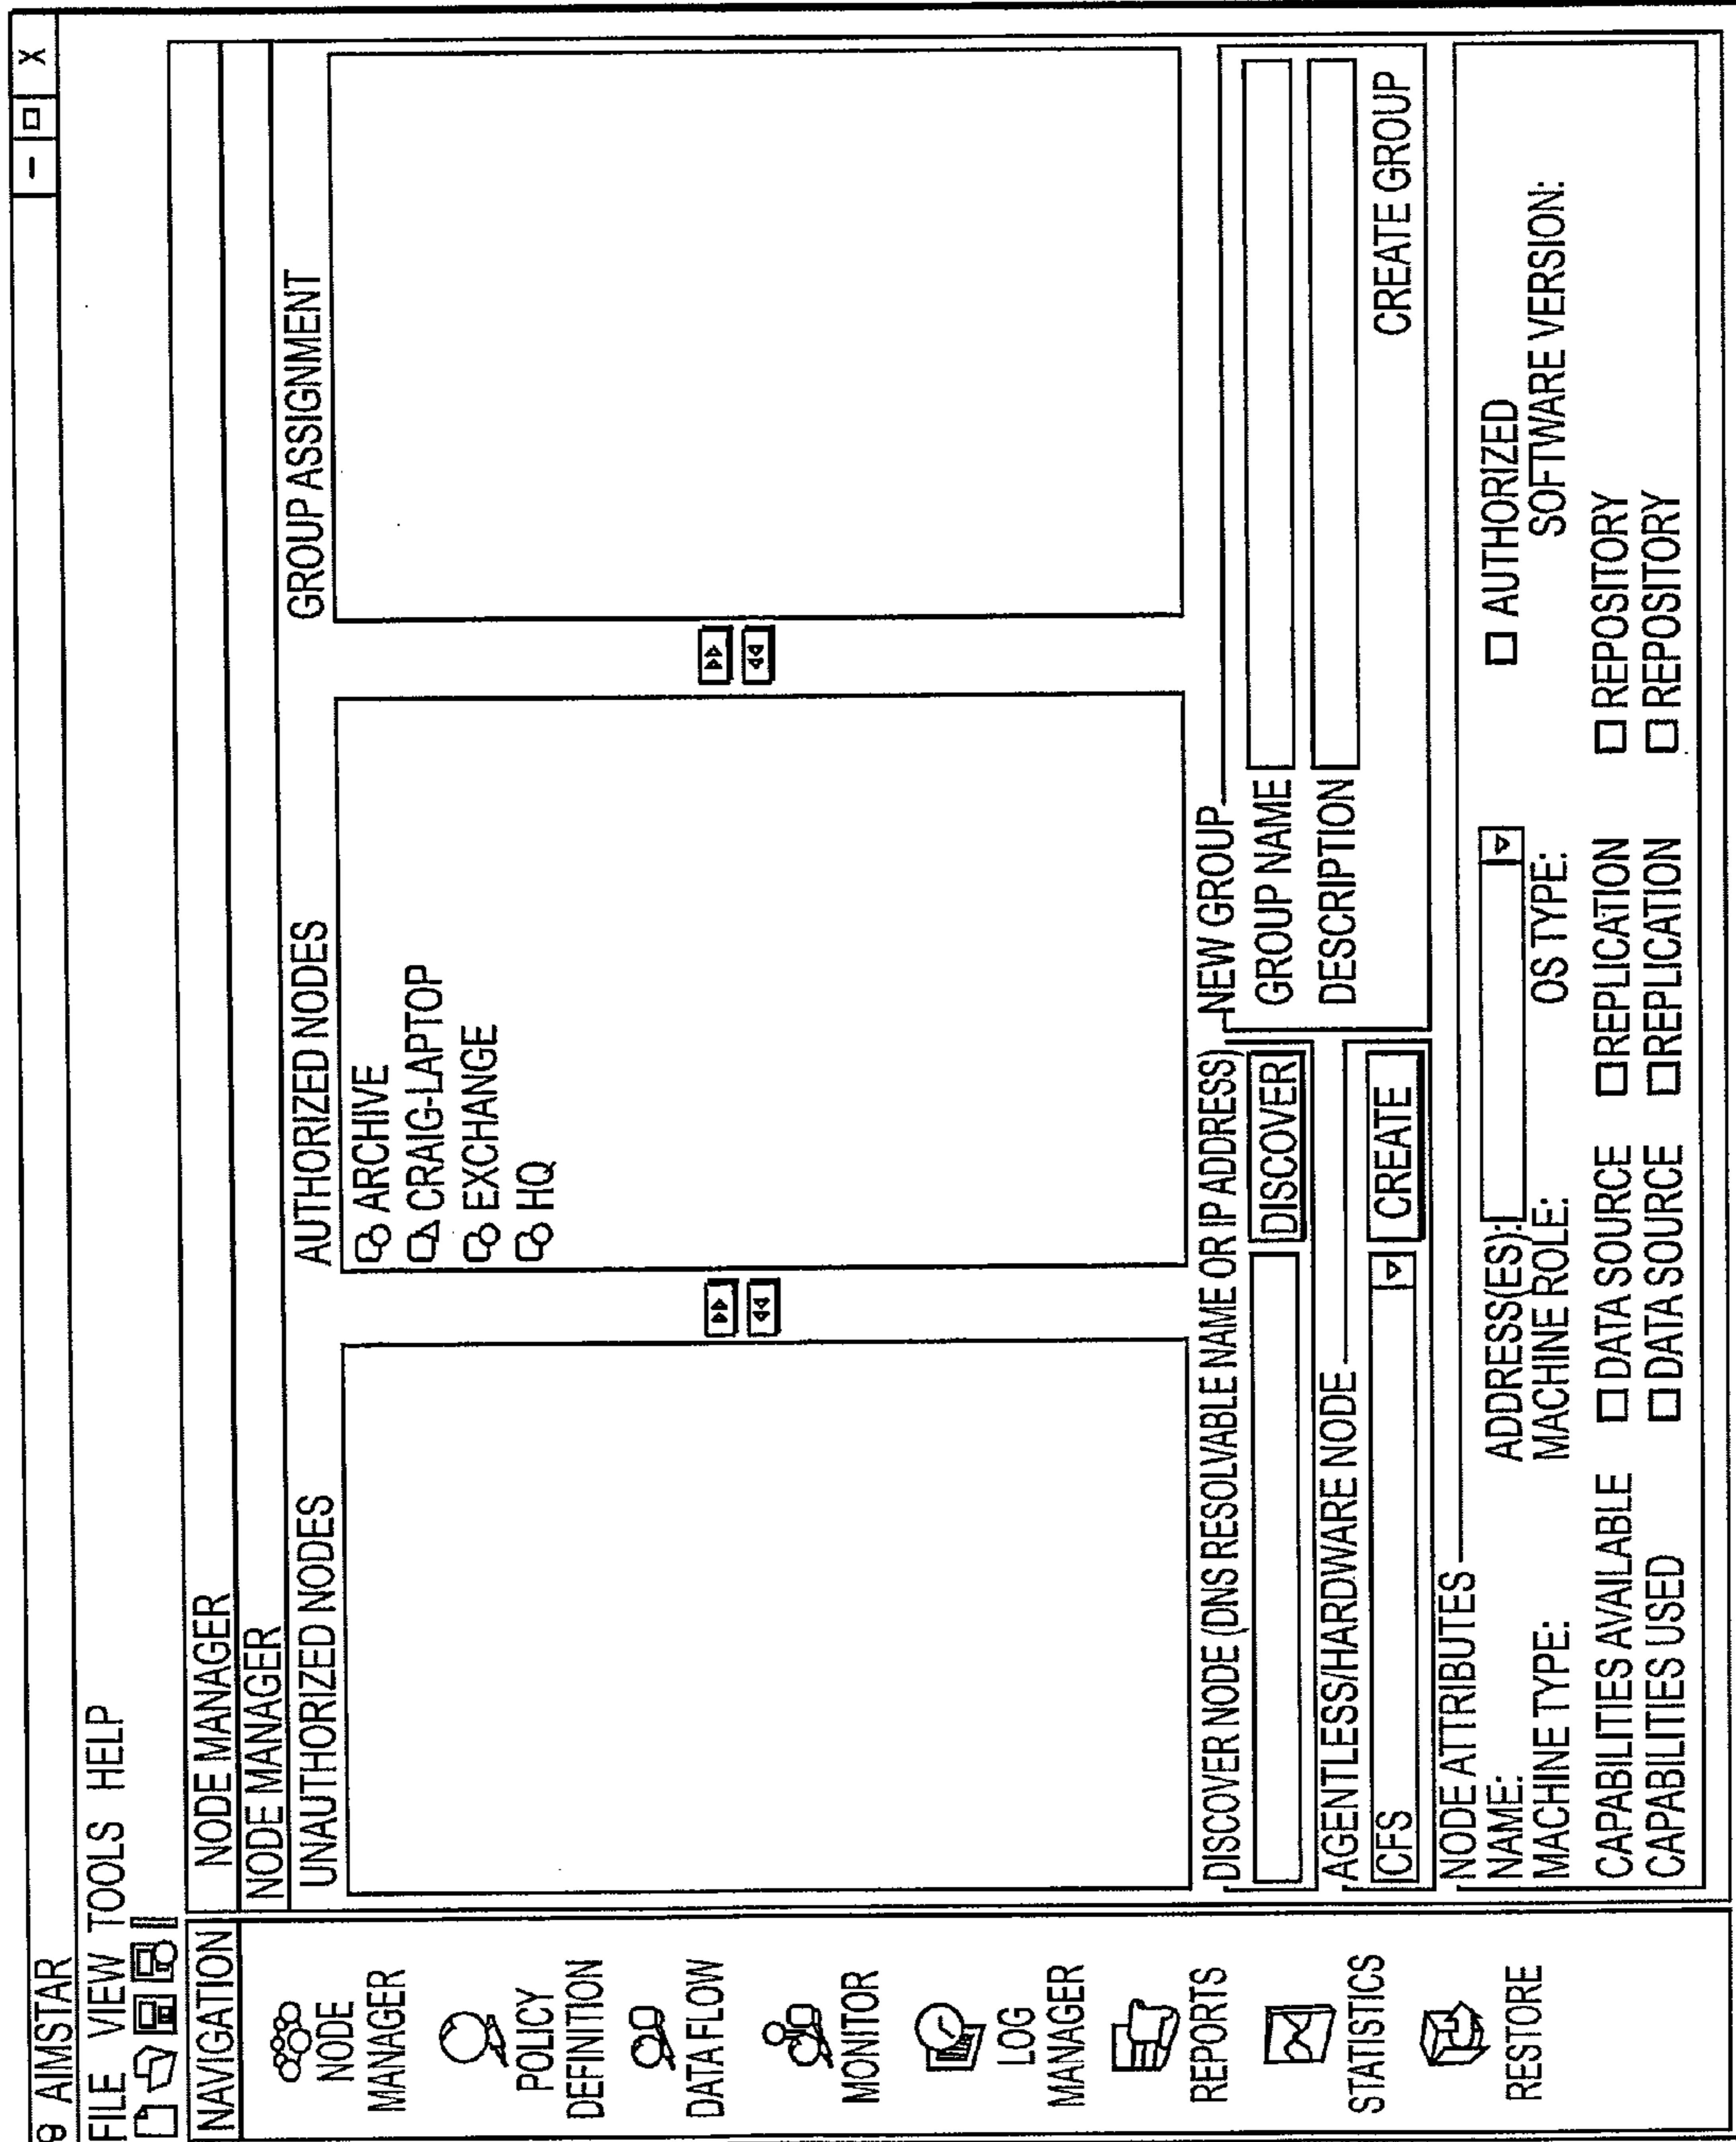 AIMSTAR
FILE VIEW TOOLS HELP
NAVIGATION
NODE MANAGER
NODE MANAGER
UNAUTHORIZED NODES
AUTHORIZED NODES
GROUP ASSIGNMENT
ARCHIVE
CRAIG-LAPTOP
EXCHANGE
HQ
NODE
MANAGER
POLICY
DEFINITION
DATA FLOW
MONITOR
LOG
MANAGER
REPORTS
STATISTICS
RESTORE
DISCOVER NODE (DNS RESOLVABLE NAME OR IP ADDRESS)
DISCOVER
AGENTLESS/HARDWARE NODE
CFS
CREATE
NEW GROUP
GROUP NAME
DESCRIPTION
CREATE GROUP
NODE ATTRIBUTES
NAME: ADDRESS(ES): AUTHORIZED
MACHINE TYPE: MACHINE ROLE: OS TYPE: SOFTWARE VERSION:
CAPABILITIES AVAILABLE DATA SOURCE REPLICATION REPOSITORY
CAPABILITIES USED DATA SOURCE REPLICATION REPOSITORY